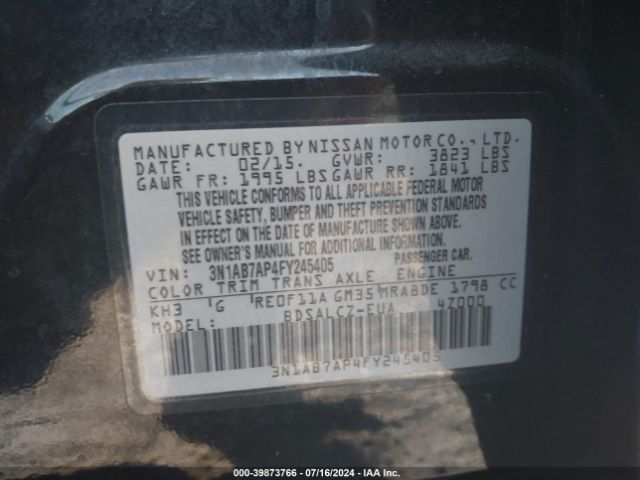 MANUFACTURED BY NISSAN MOTOR CO., LTD.
DATE: 02/15. GVWR: 3823 LBS
GAWR FR: 1995 LBS GAWR RR: 1841 LBS
THIS VEHICLE CONFORMS TO ALL APPLICABLE FEDERAL MOTOR
VEHICLE SAFETY, BUMPER AND THEFT PREVENTION STANDARDS
IN EFFECT ON THE DATE OF MANUFACTURE SHOWN ABOVE.
SEE OWNER'S MANUAL FOR ADDITIONAL INFORMATION.
VIN: 3N1AB7AP4FY245405 PASSENGER CAR.
COLOR TRIM TRANS AXLE ENGINE
KH3 'G 'RE0F11A GM35 'MRA8DE 1798 CC
MODEL: BDSALCZ-EUA 4Z000
3N1AB7AP4FY245405
000-39873766 | 07/16/2024 | IAA Inc.